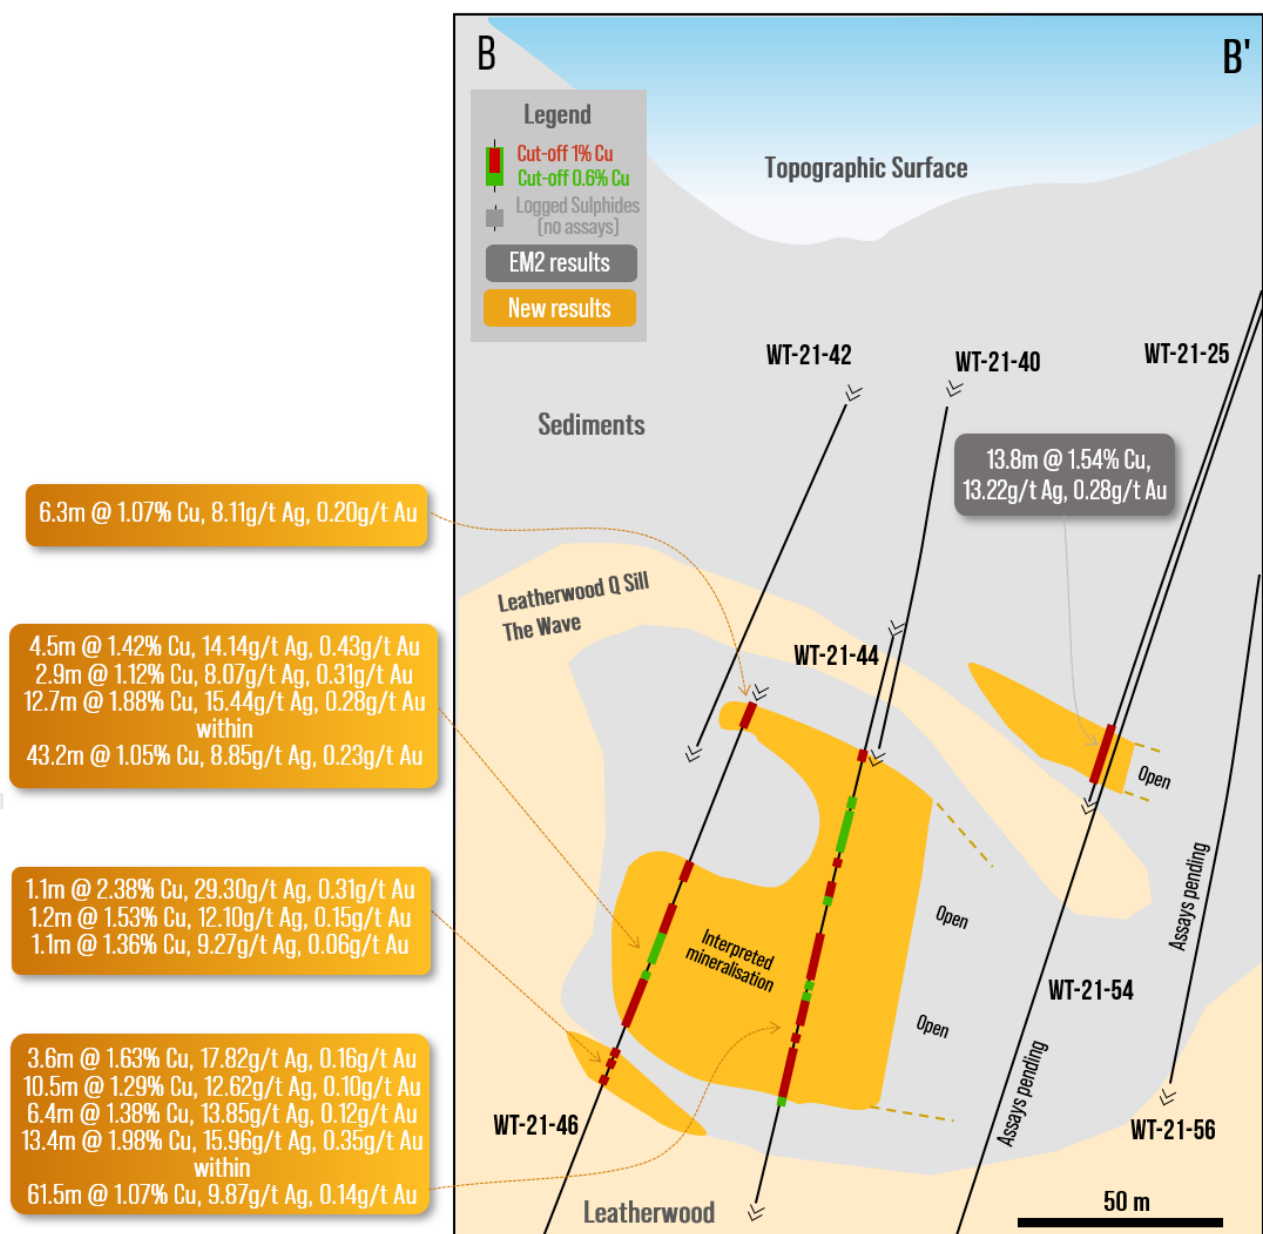 B
B'
Legend
Cut-off 1% Cu
Cut-off 0.6% Cu
Logged Sulphides
(no assays)
EM2 results
New results
Topographic Surface
WT-21-42
WT-21-40
WT-21-25
Sediments
13.8m @ 1.54% Cu,
13.22g/t Ag, 0.28g/t Au
6.3m @ 1.07% Cu, 8.11g/t Ag, 0.20g/t Au
Leatherwood Q Sill
The Wave
4.5m @ 1.42% Cu, 14.14g/t Ag, 0.43g/t Au
2.9m @ 1.12% Cu, 8.07g/t Ag, 0.31g/t Au
12.7m @ 1.88% Cu, 15.44g/t Ag, 0.28g/t Au
within
43.2m @ 1.05% Cu, 8.85g/t Ag, 0.23g/t Au
WT-21-44
Open
Assays pending
1.1m @ 2.38% Cu, 29.30g/t Ag, 0.31g/t Au
1.2m @ 1.53% Cu, 12.10g/t Ag, 0.15g/t Au
1.1m @ 1.36% Cu, 9.27g/t Ag, 0.06g/t Au
Interpreted
mineralisation
Open
WT-21-54
Open
Assays pending
3.6m @ 1.63% Cu, 17.82g/t Ag, 0.16g/t Au
10.5m @ 1.29% Cu, 12.62g/t Ag, 0.10g/t Au
6.4m @ 1.38% Cu, 13.85g/t Ag, 0.12g/t Au
13.4m @ 1.98% Cu, 15.96g/t Ag, 0.35g/t Au
within
61.5m @ 1.07% Cu, 9.87g/t Ag, 0.14g/t Au
WT-21-46
WT-21-56
Leatherwood
50 m